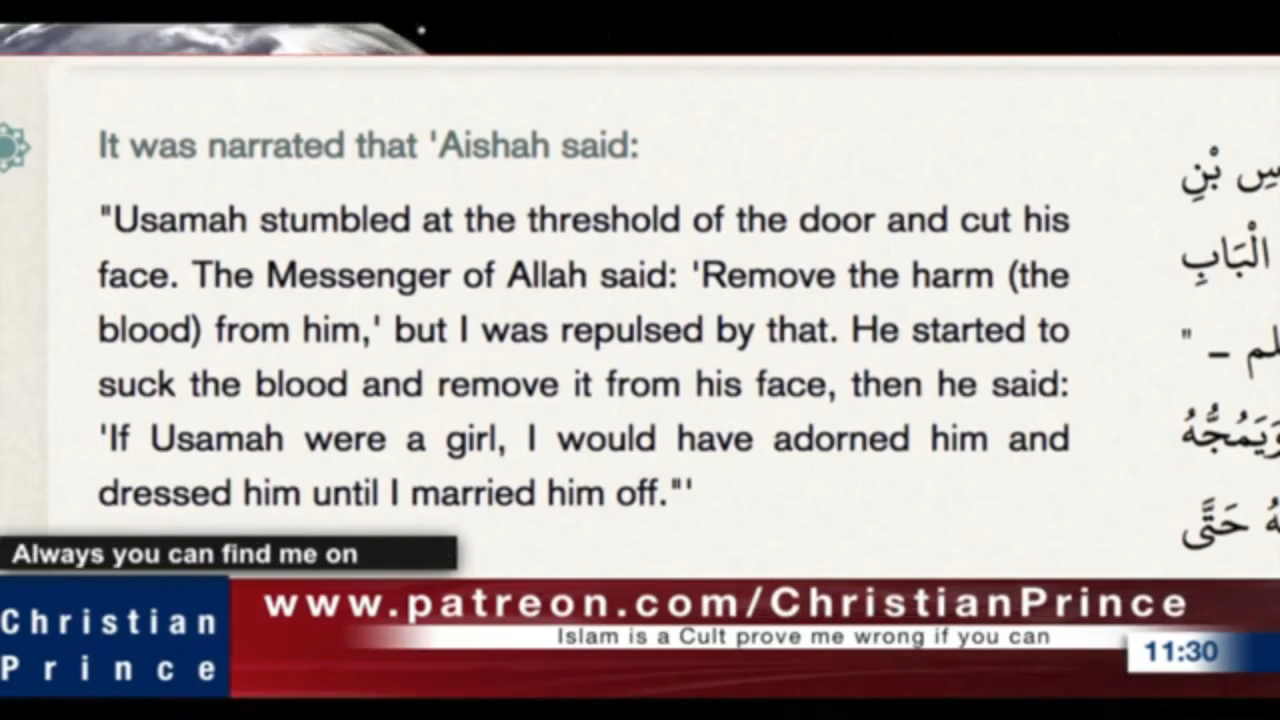 It was narrated that 'Aishah said:
"Usamah stumbled at the threshold of the door and cut his
face. The Messenger of Allah said: 'Remove the harm (the
blood) from him,' but I was repulsed by that. He started to
suck the blood and remove it from his face, then he said:
'If Usamah were a girl, I would have adorned him and
dressed him until I married him off."'
سِ بْنِ
الْبَابِ
وَيَمُجُّهُ
هُ حَتَّى
Always you can find me on
www.patreon.com/ChristianPrince
Christian
Prince
Islam is a Cult prove me wrong if you can
11:30